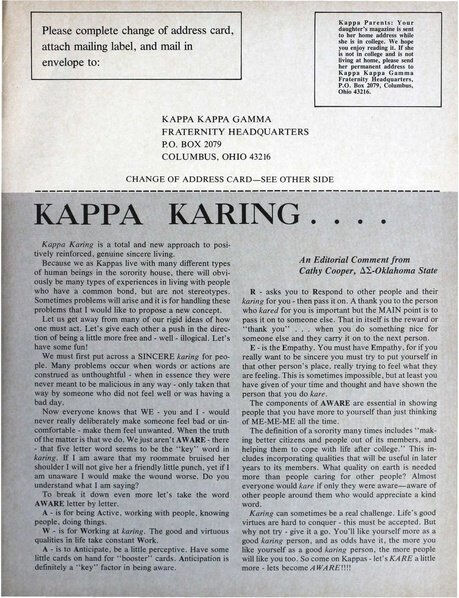 Please complete change of address card,
attach mailing label, and mail in
envelope to:
Kappa Parents: Your
daughter's magazine is sent
to her home address while
she is in college. We hope
you enjoy reading it. If she
is not in college and is not
living at home, please send
her permanent address to
Kappa Kappa Gamma
Fraternity Headquarters,
P.O. Box 2079, Columbus,
Ohio 43216.
KAPPA KAPPA GAMMA
FRATERNITY HEADQUARTERS
P.O. BOX 2079
COLUMBUS, OHIO 43216
CHANGE OF ADDRESS CARD—SEE OTHER SIDE
KAPPA KARING . . . .
Kappa Karing is a total and new approach to posi-
tively reinforced, genuine sincere living.
Because we as Kappas live with many different types
of human beings in the sorority house, there will obvi-
ously be many types of experiences in living with people
who have a common bond, but are not stereotypes.
Sometimes problems will arise and it is for handling these
problems that I would like to propose a new concept.
Let us get away from many of our rigid ideas of how
one must act. Let's give each other a push in the direc-
tion of being a little more free and - well - illogical. Let's
have some fun!
We must first put across a SINCERE karing for peo-
ple. Many problems occur when words or actions are
construed as unthoughtful - when in essence they were
never meant to be malicious in any way - only taken that
way by someone who did not feel well or was having a
bad day.
Now everyone knows that WE - you and I - would
never really deliberately make someone feel bad or un-
comfortable - make them feel unwanted. When the truth
of the matter is that we do. We just aren't AWARE - there
- that five letter word seems to be the "key" word in
karing. If I am aware that my roommate bruised her
shoulder I will not give her a friendly little punch, yet if I
am unaware I would make the wound worse. Do you
understand what I am saying?
To break it down even more let's take the word
AWARE letter by letter.
A - is for being Active, working with people, knowing
people, doing things.
W - is for Working at karing. The good and virtuous
qualities in life take constant Work.
A - is to Anticipate, be a little perceptive. Have some
little cards on hand for "booster" cards. Anticipation is
definitely a "key" factor in being aware.
An Editorial Comment from
Cathy Cooper, ΔΣ-Oklahoma State
R - asks you to Respond to other people and their
karing for you - then pass it on. A thank you to the person
who kared for you is important but the MAIN point is to
pass it on to someone else. That in itself is the reward or
"thank you" . . . when you do something nice for
someone else and they carry it on to the next person.
E - is the Empathy. You must have Empathy, for if you
really want to be sincere you must try to put yourself in
that other person's place, really trying to feel what they
are feeling. This is sometimes impossible, but at least you
have given of your time and thought and have shown the
person that you do kare.
The components of AWARE are essential in showing
people that you have more to yourself than just thinking
of ME-ME-ME all the time.
The definition of a sorority many times includes "mak-
ing better citizens and people out of its members, and
helping them to cope with life after college." This in-
cludes incorporating qualities that will be useful in later
years to its members. What quality on earth is needed
more than people caring for other people? Almost
everyone would kare if only they were aware—aware of
other people around them who would appreciate a kind
word.
Karing can sometimes be a real challenge. Life's good
virtues are hard to conquer - this must be accepted. But
why not try - give it a go. You'll like yourself more as a
good karing person, and as odds have it, the more you
like yourself as a good karing person, the more people
will like you too. So come on Kappas - let's KARE a little
more - lets become AWARE!!!!